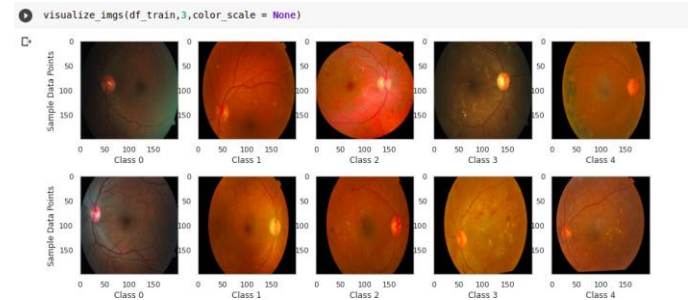 visualize_imgs(df_train,3,color_scale = None)
0 0 0 0 0
Sample Data Points 50 50 50 50 50
100 100 100 100 100
150 150 150 150 150
0 50 100 150 0 50 100 150 0 50 100 150 0 50 100 150 0 50 100 150
Class 0 Class 1 Class 2 Class 3 Class 4
0 0 0 0 0
Sample Data Points 50 50 50 50 50
100 100 100 100 100
150 150 150 150 150
0 50 100 150 0 50 100 150 0 50 100 150 0 50 100 150 0 50 100 150
Class 0 Class 1 Class 2 Class 3 Class 4